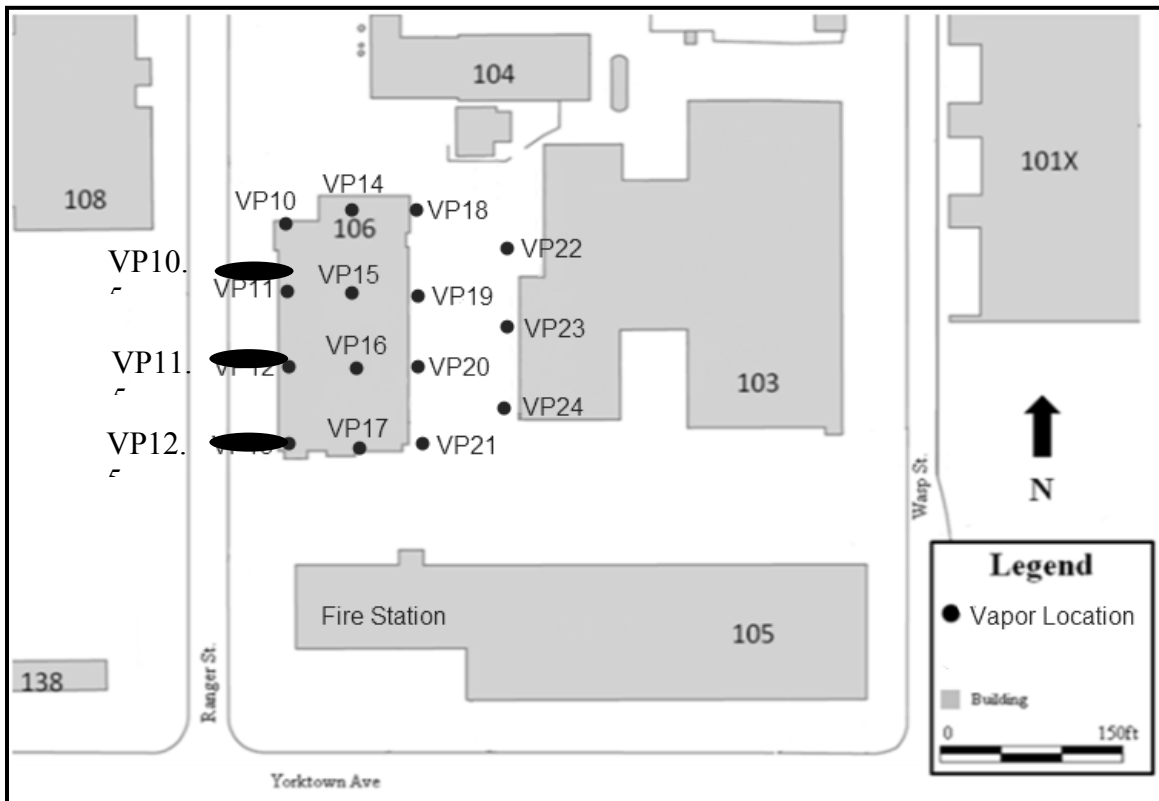 104
101X
108
VP14
VP10
106
VP18
VP22
VP10.
VP11
VP15
VP19
VP23
VP11.
VP16
VP20
103
VP24
VP12.
VP17
VP21
N
Wasp St.
Legend
Vapor Location
Building
0 150ft
Fire Station
105
138
Ranger St.
Yorktown Ave